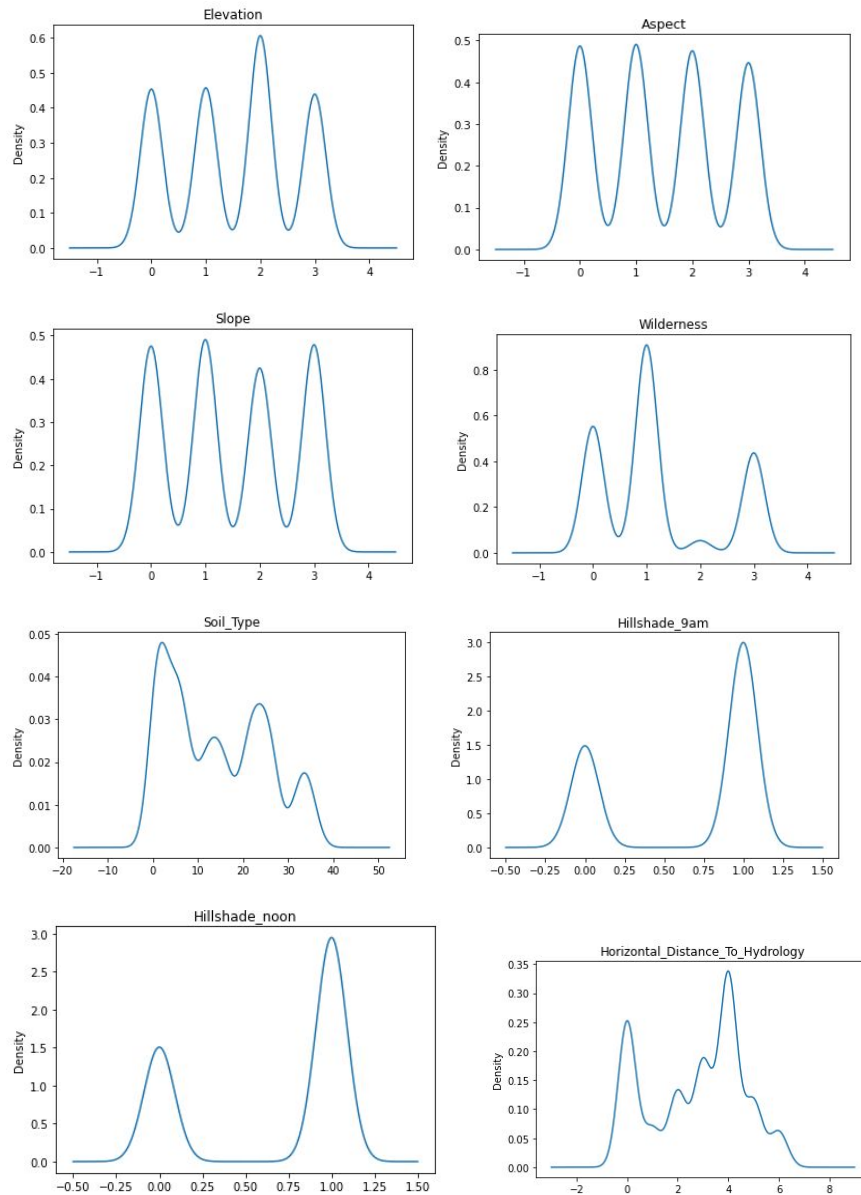 Elevation
Density
0.6
0.5
0.4
0.3
0.2
0.1
0.0
−1 0 1 2 3 4
Aspect
Density
0.5
0.4
0.3
0.2
0.1
0.0
−1 0 1 2 3 4
Slope
Density
0.5
0.4
0.3
0.2
0.1
0.0
−1 0 1 2 3 4
Wilderness
Density
0.8
0.6
0.4
0.2
0.0
−1 0 1 2 3 4
Soil_Type
Density
0.05
0.04
0.03
0.02
0.01
0.00
−20 −10 0 10 20 30 40 50
Hillshade_9am
Density
3.0
2.5
2.0
1.5
1.0
0.5
0.0
−0.50 −0.25 0.00 0.25 0.50 0.75 1.00 1.25 1.50
Hillshade_noon
Density
3.0
2.5
2.0
1.5
1.0
0.5
0.0
−0.50 −0.25 0.00 0.25 0.50 0.75 1.00 1.25 1.50
Horizontal_Distance_To_Hydrology
Density
0.35
0.30
0.25
0.20
0.15
0.10
0.05
0.00
−2 0 2 4 6 8